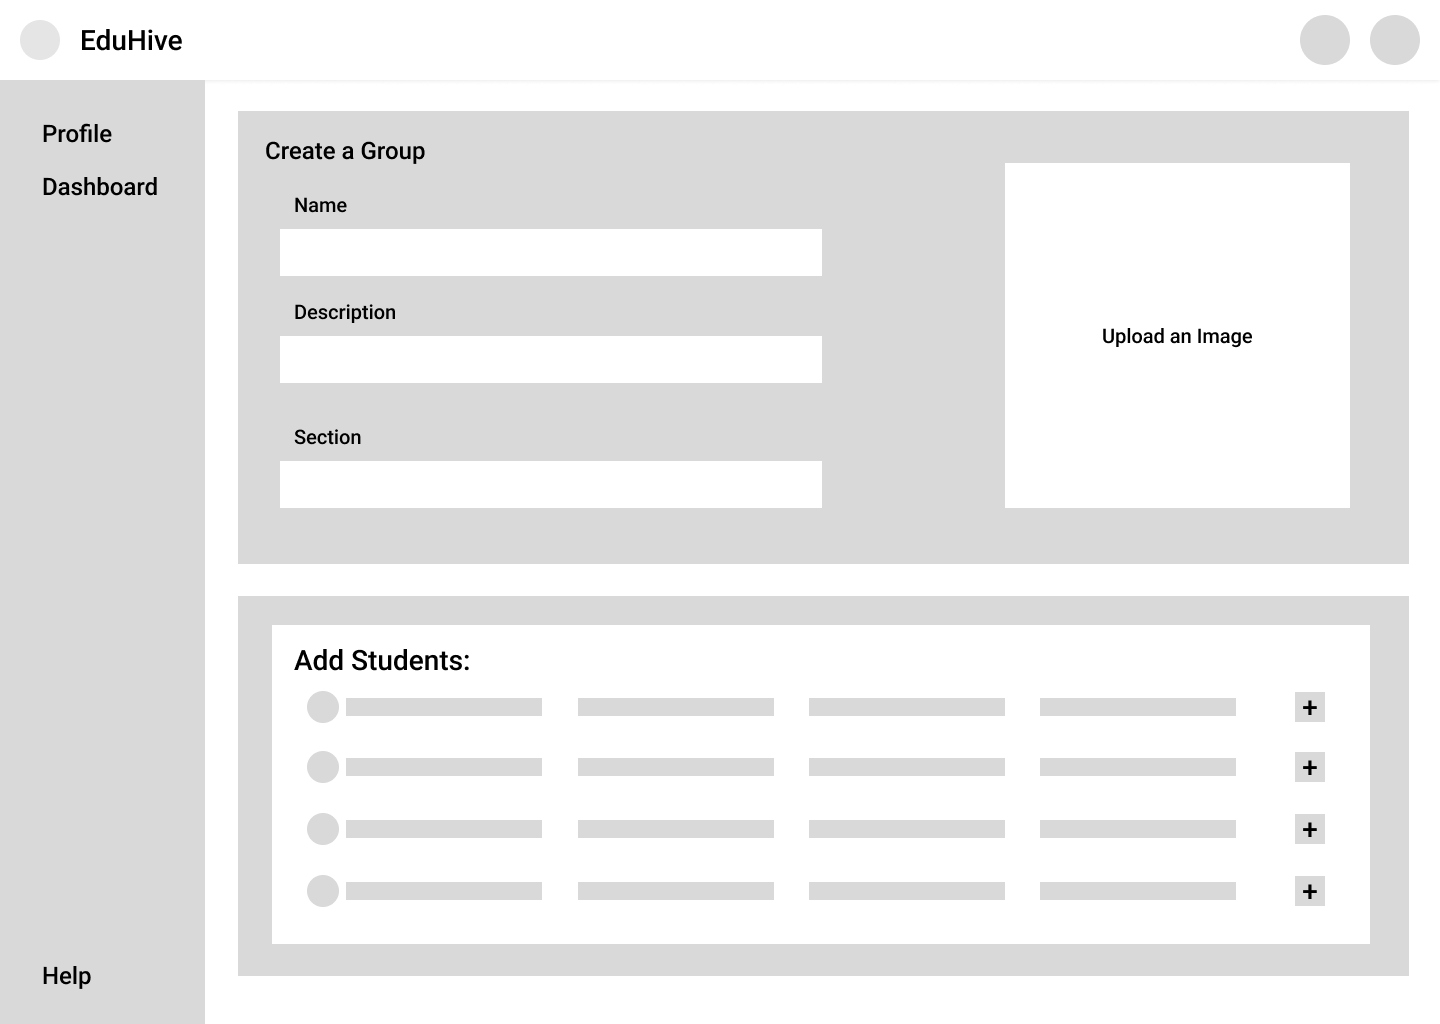 EduHive
Profile
Dashboard
Help
Create a Group
Name
Description
Section
Upload an Image
Add Students:
+
+
+
+